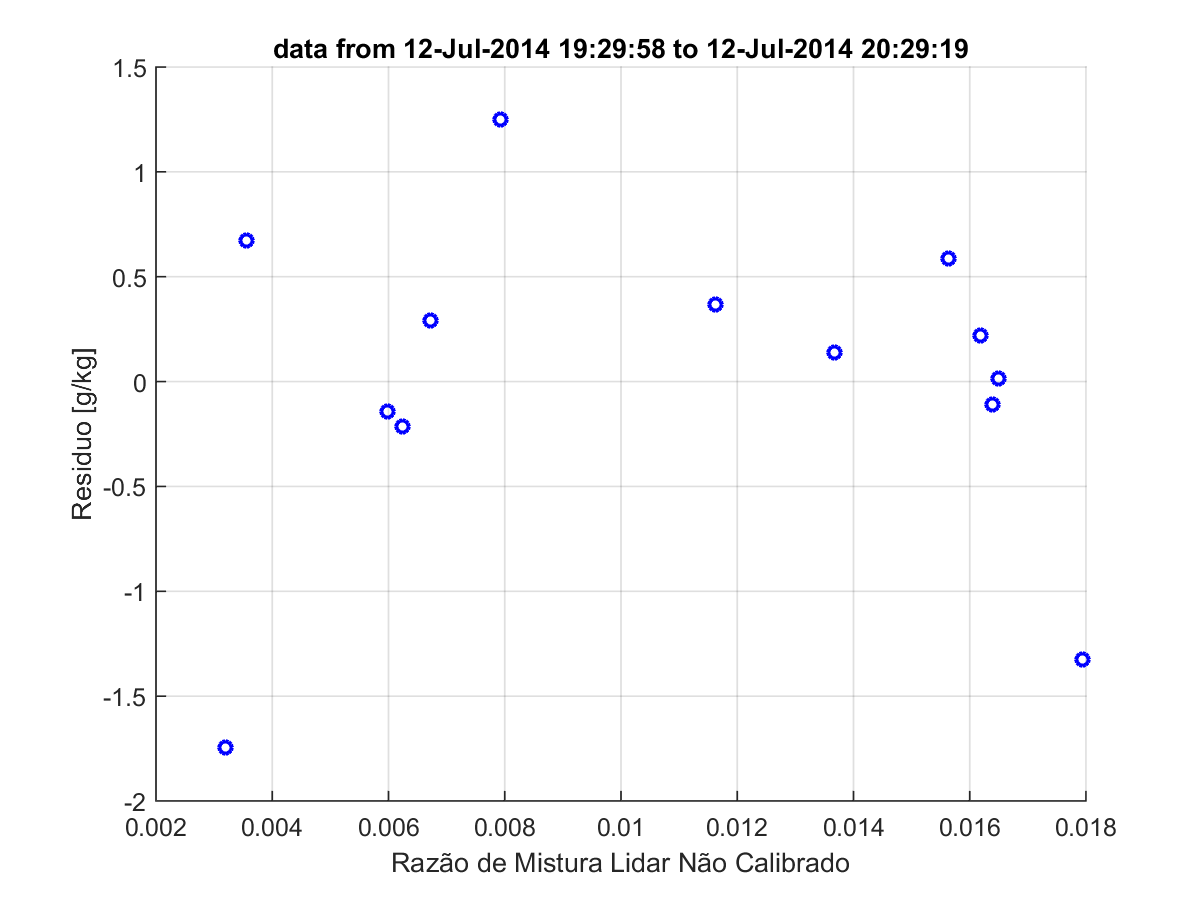 data from 12-Jul-2014 19:29:58 to 12-Jul-2014 20:29:19
1.5
1
0.5
0
-0.5
-1
-1.5
-2
Residuo [g/kg]
0.002 0.004 0.006 0.008 0.01 0.012 0.014 0.016 0.018
Razão de Mistura Lidar Não Calibrado